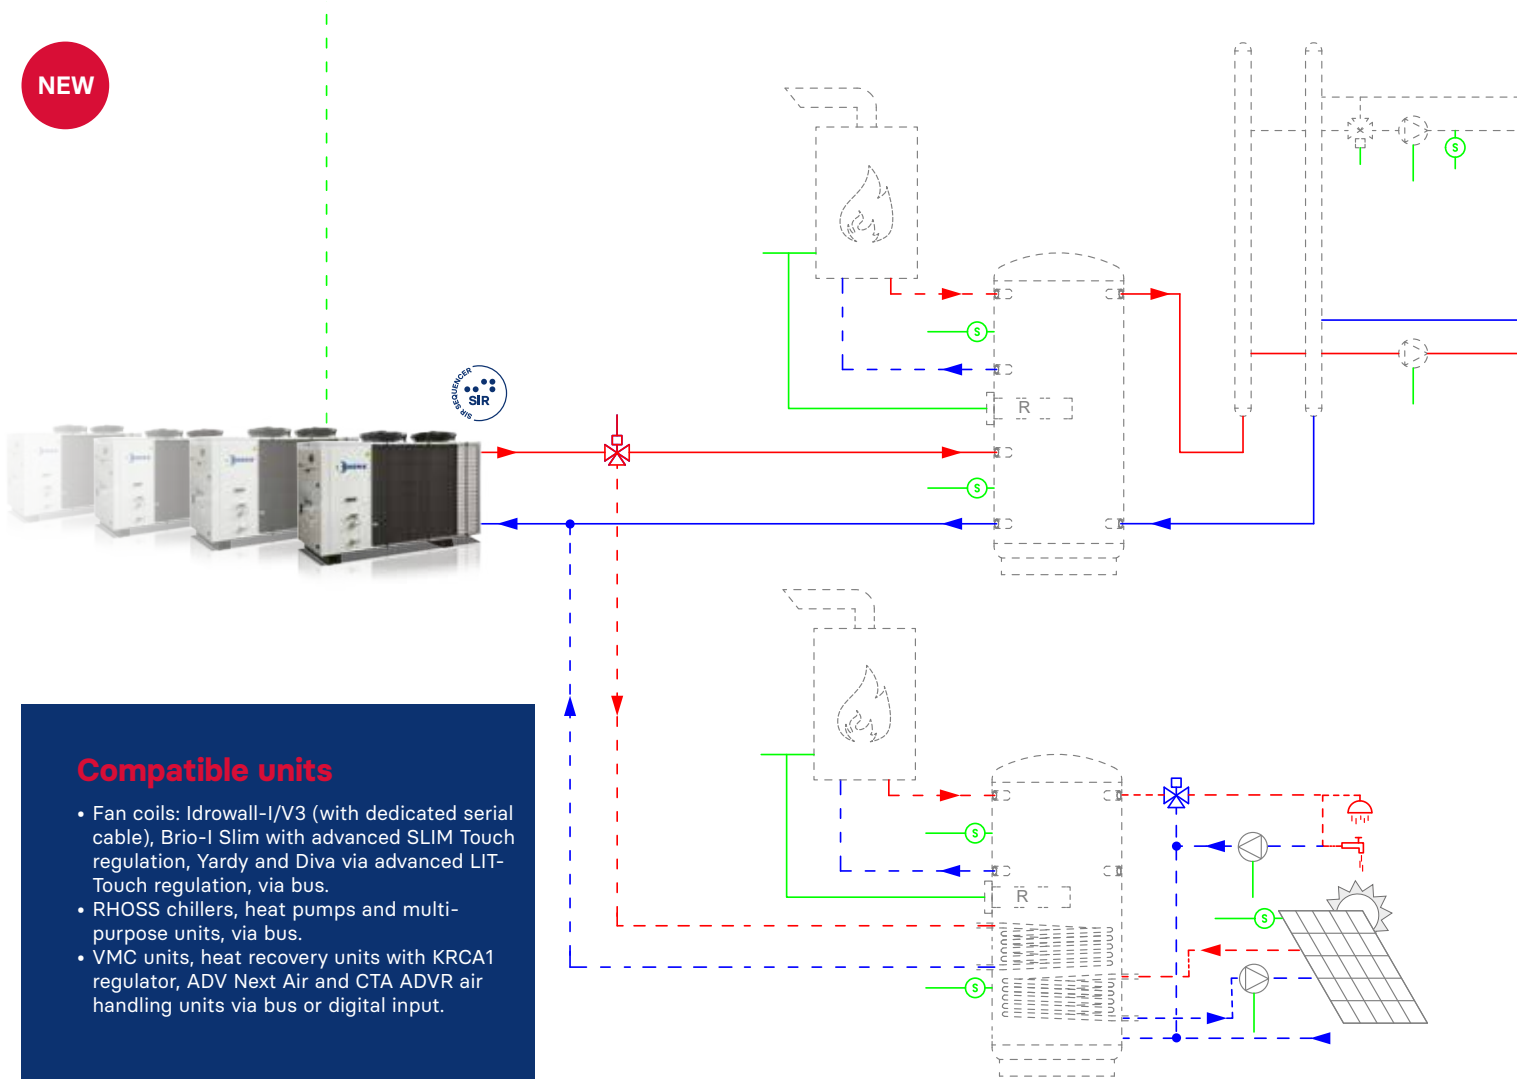 NEW
S
S
SIR SEQUENCER
SIR
R
S
Compatible units
• Fan coils: Idrowall-I/V3 (with dedicated serial
cable), Brio-I Slim with advanced SLIM Touch
regulation, Yardy and Diva via advanced LIT-
Touch regulation, via bus.
• RHOSS chillers, heat pumps and multi-
purpose units, via bus.
• VMC units, heat recovery units with KRCA1
regulator, ADV Next Air and CTA ADVR air
handling units via bus or digital input.
S
R
S
S